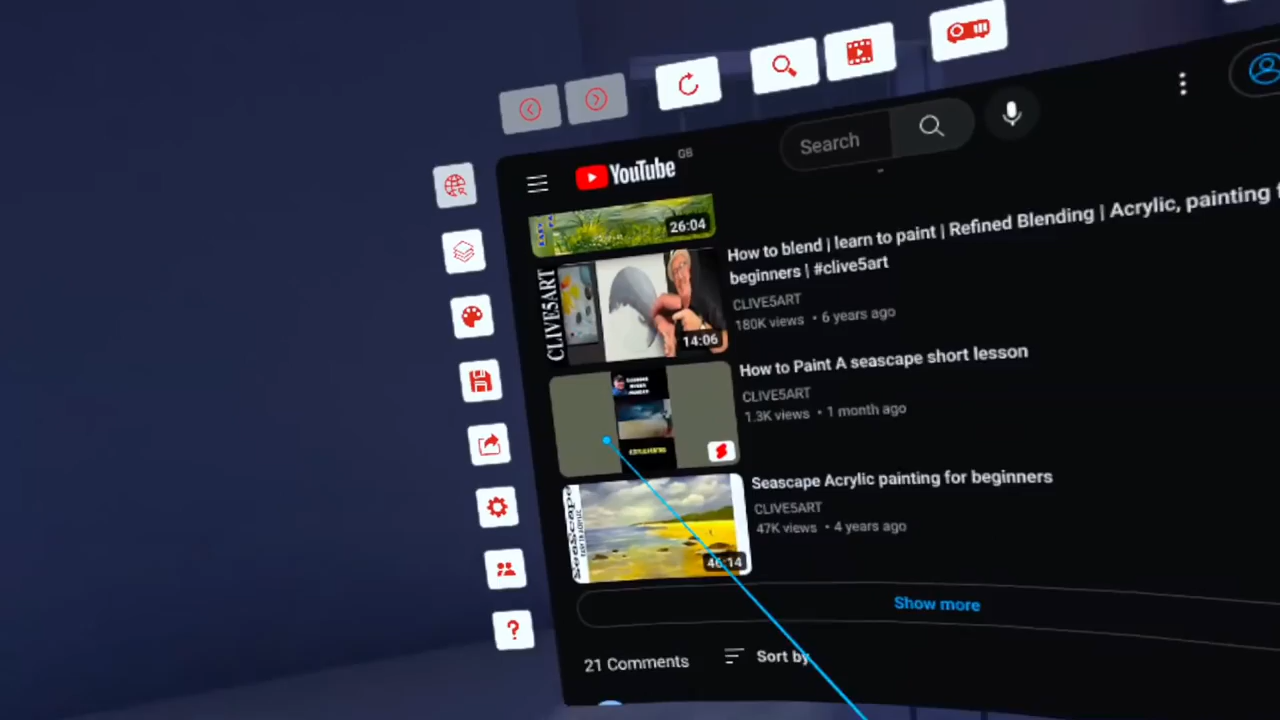 YouTube GB
Search
26:04
How to blend | learn to paint | Refined Blending | Acrylic, painting
beginners | #clive5art
CLIVE5ART
180K views • 6 years ago
CLIVE5ART
14:06
How to Paint A seascape short lesson
CLIVE5ART
1.3K views • 1 month ago
Seascape Acrylic painting for beginners
CLIVE5ART
47K views • 4 years ago
SeaScape
46:14
Show more
21 Comments
Sort by
?